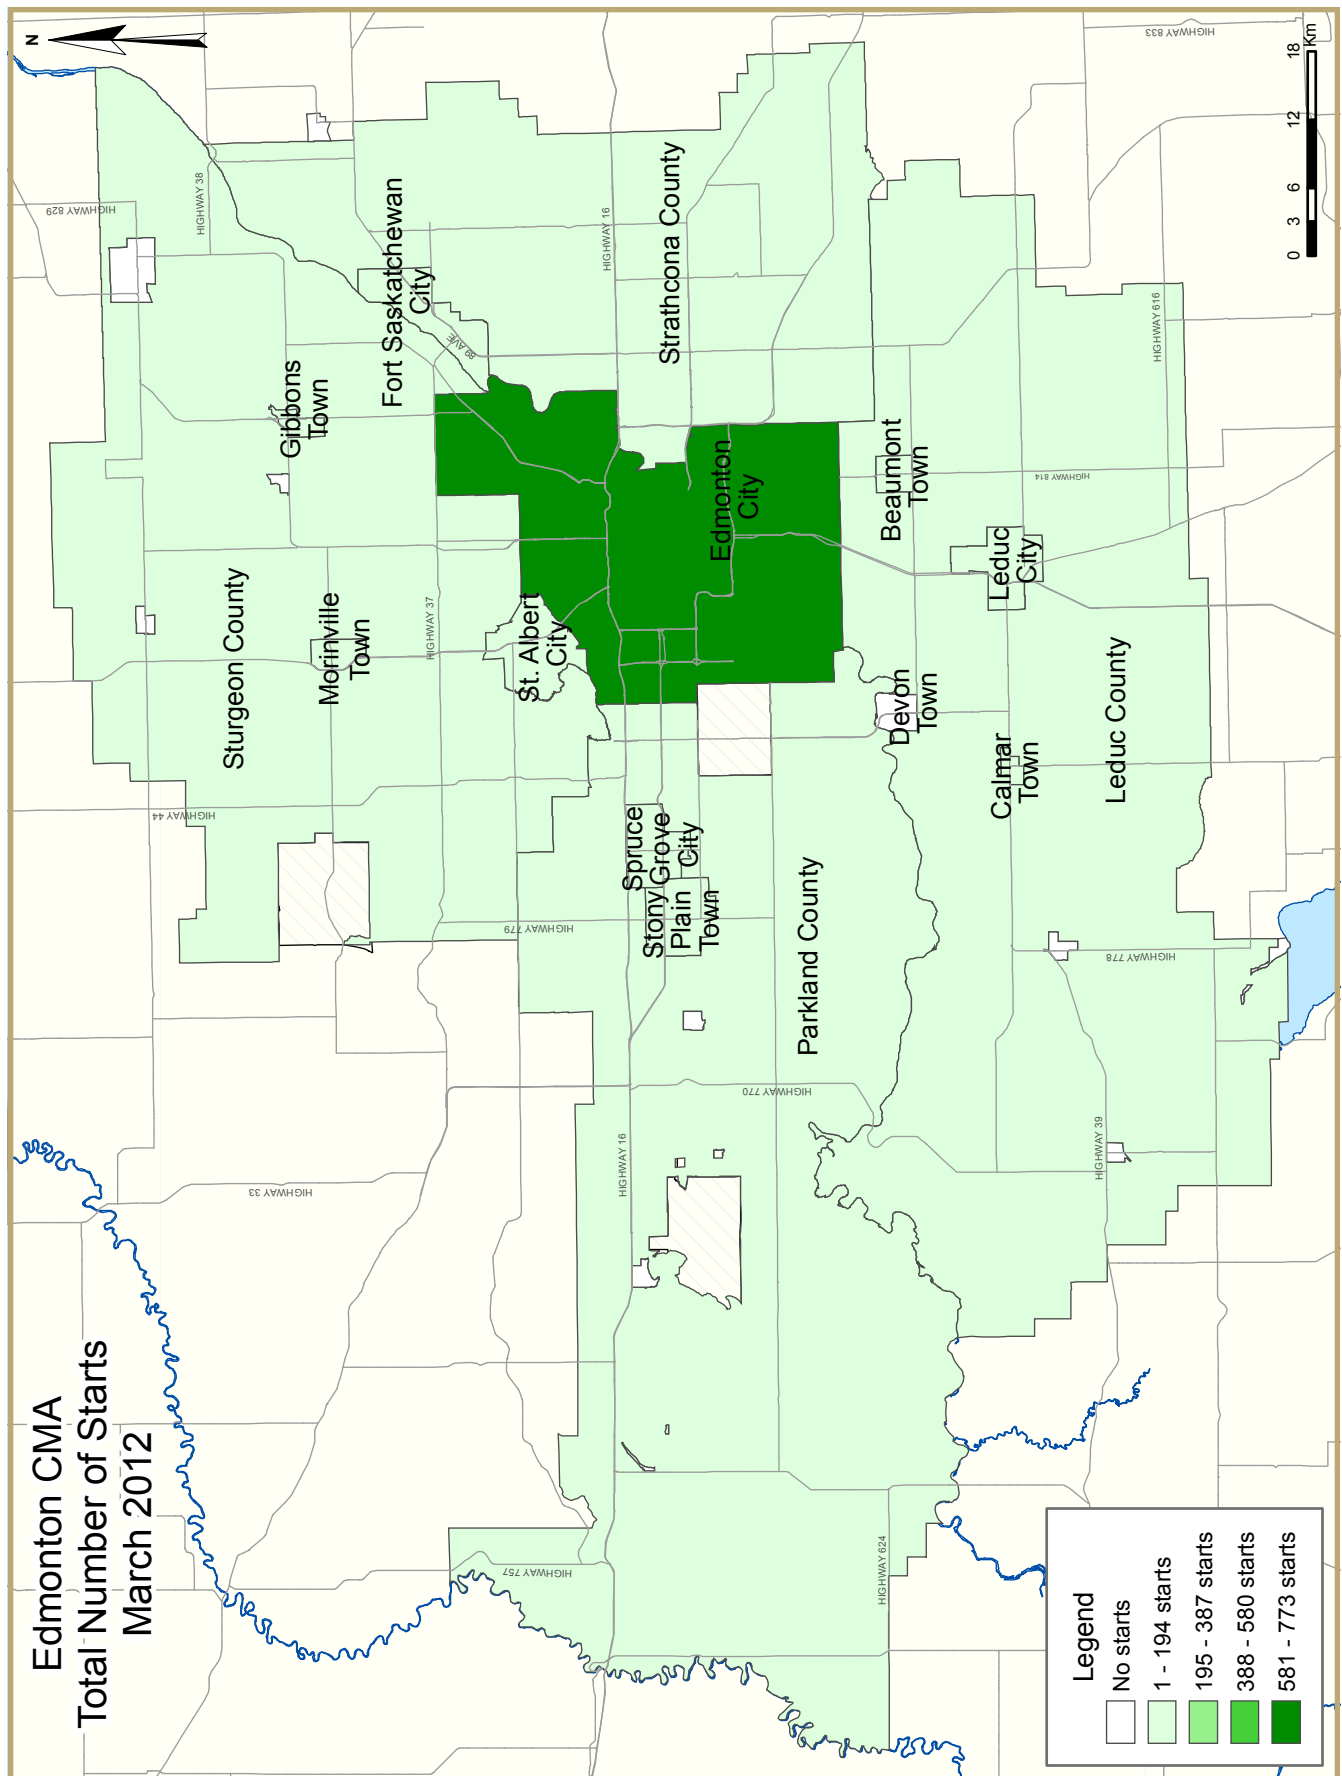 Edmonton CMA
Total Number of Starts
March 2012
N
HIGHWAY 829
HIGHWAY 38
HIGHWAY 833
Fort Saskatchewan
City
HIGHWAY 16
Strathcona County
89 AVE
Gibbons
Town
HIGHWAY 616
Edmonton
City
Beaumont
Town
HIGHWAY 814
Leduc
City
Sturgeon County
Morinville
Town
HIGHWAY 37
St. Albert
City
Devon
Town
Calmar
Town
Leduc County
HIGHWAY 44
Spruce
Grove
City
Stony
Plain
Town
HIGHWAY 779
Parkland County
HIGHWAY 778
HIGHWAY 770
HIGHWAY 33
HIGHWAY 16
HIGHWAY 39
HIGHWAY 757
HIGHWAY 624
0 3 6 12 18
Km
Legend
No starts
1 - 194 starts
195 - 387 starts
388 - 580 starts
581 - 773 starts